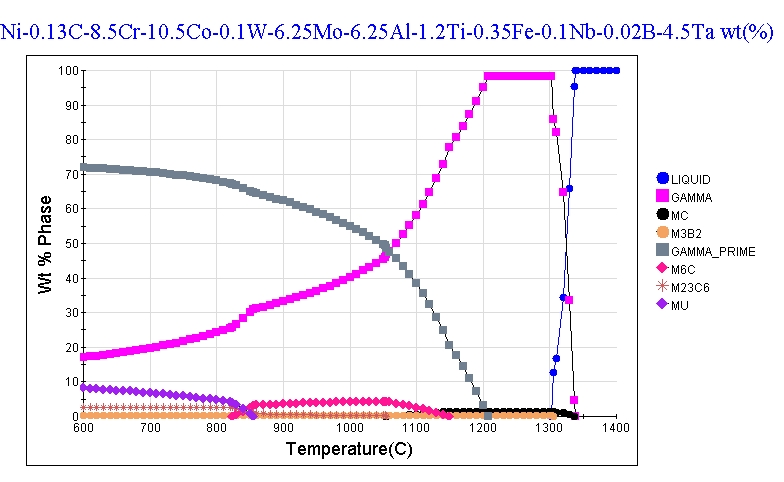 Ni-0.13C-8.5Cr-10.5Co-0.1W-6.25Mo-6.25Al-1.2Ti-0.35Fe-0.1Nb-0.02B-4.5Ta wt(%)
100
90
80
70
60
50
40
30
20
10
0
Wt % Phase
600 700 800 900 1000 1100 1200 1300 1400
Temperature(C)
LIQUID
GAMMA
MC
M3B2
GAMMA_PRIME
M6C
M23C6
MU